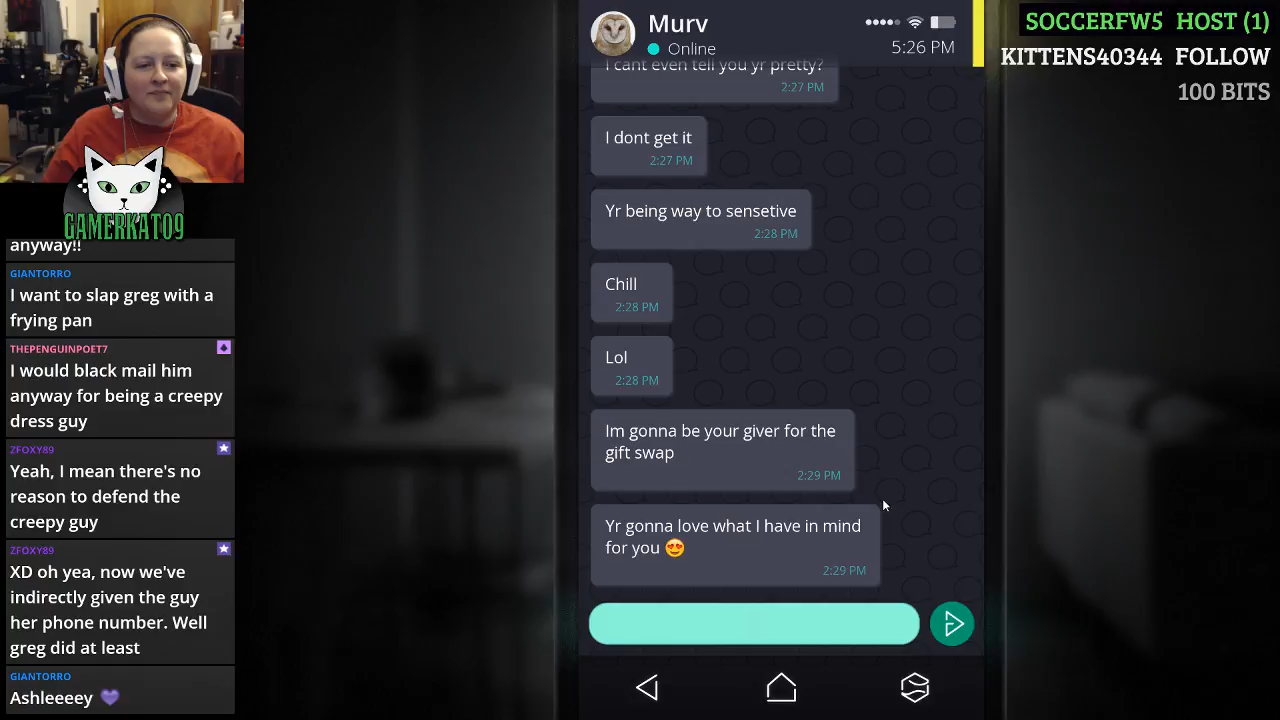 Murv
Online
5:26 PM
I cant even tell you yr pretty?
2:27 PM
I dont get it
2:27 PM
Yr being way to sensetive
2:28 PM
Chill
2:28 PM
Lol
2:28 PM
Im gonna be your giver for the
gift swap
2:29 PM
Yr gonna love what I have in mind
for you 😍
2:29 PM
SOCCERFW5 HOST (1)
KITTENS40344 FOLLOW
100 BITS
GAMERKAT09
anyway!!
GIANTORRO
I want to slap greg with a
frying pan
THEPENGUINPOET7
I would black mail him
anyway for being a creepy
dress guy
ZFOXY89
Yeah, I mean there's no
reason to defend the
creepy guy
ZFOXY89
XD oh yea, now we've
indirectly given the guy
her phone number. Well
greg did at least
GIANTORRO
Ashleeeey 💜